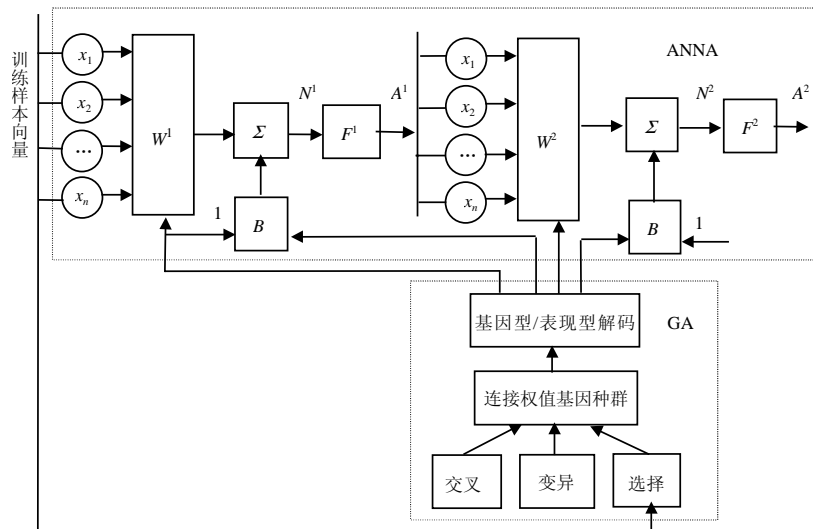 训练样本向量
ANNA
x1
x2
...
xn
W1
Σ
N1
F1
A1
1
B
x1
x2
...
xn
W2
Σ
N2
F2
A2
B
1
基因型/表现型解码
GA
连接权值基因种群
交叉
变异
选择